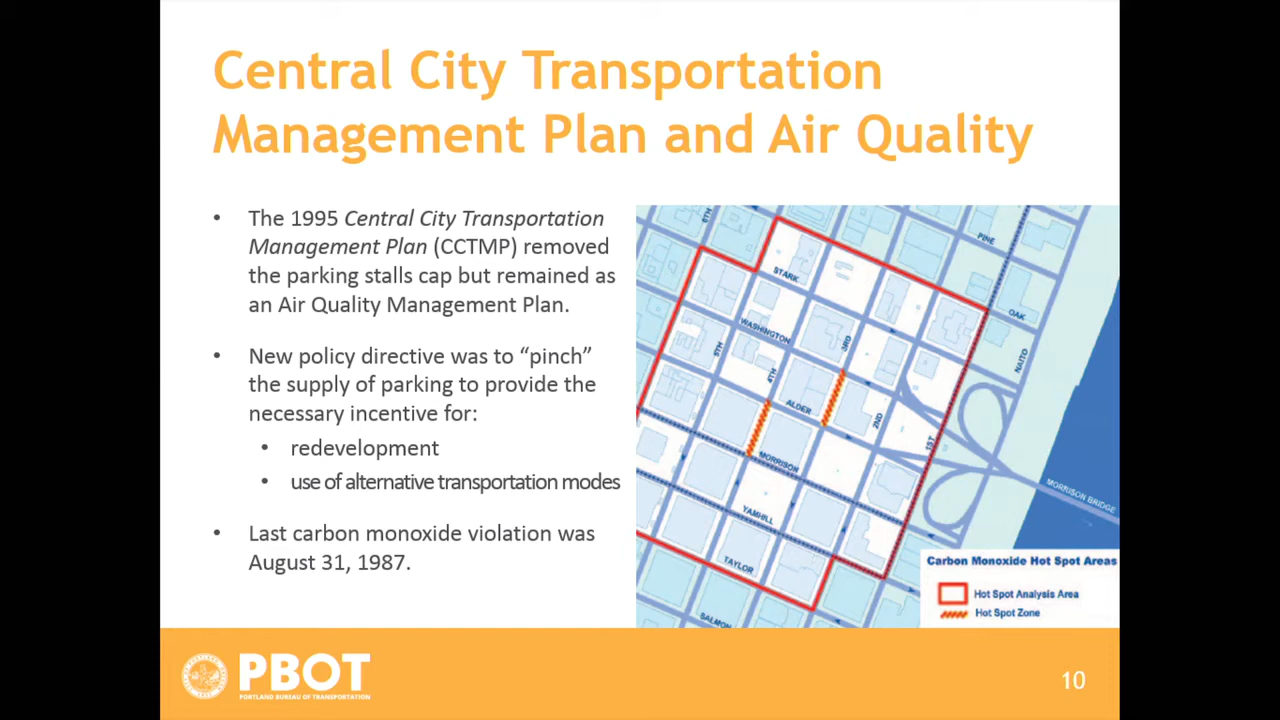 Central City Transportation
Management Plan and Air Quality
• The 1995 Central City Transportation
Management Plan (CCTMP) removed
the parking stalls cap but remained as
an Air Quality Management Plan.
• New policy directive was to “pinch”
the supply of parking to provide the
necessary incentive for:
• redevelopment
• use of alternative transportation modes
• Last carbon monoxide violation was
August 31, 1987.
6TH
PINE
STARK
OAK
WASHINGTON
3RD
5TH
NAITO
4TH
ALDER
2ND
1ST
MORRISON
MORRISON BRIDGE
YAMHILL
TAYLOR
SALMON
Carbon Monoxide Hot Spot Areas
Hot Spot Analysis Area
Hot Spot Zone
PBOT
PORTLAND BUREAU OF TRANSPORTATION
10